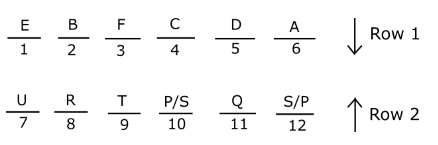 E B F C D A
1 2 3 4 5 6 Row 1
U R T P/S Q S/P
7 8 9 10 11 12 Row 2